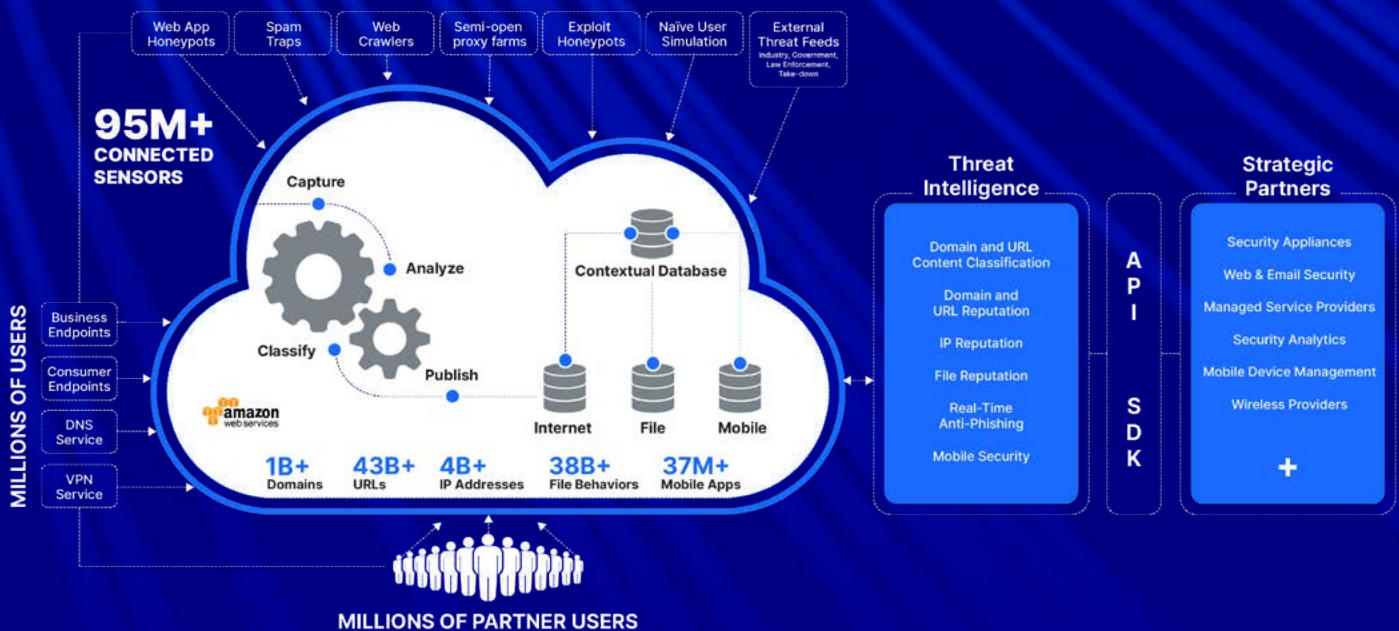 Web App
Honeypots
Spam
Traps
Web
Crawlers
Semi-open
proxy farms
Exploit
Honeypots
Naïve User
Simulation
External
Threat Feeds
Industry, Government,
Law Enforcement,
Take-down
95M+
CONNECTED
SENSORS
Capture
Analyze
Classify
Publish
Contextual Database
Internet
File
Mobile
amazon
web services
1B+
Domains
43B+
URLs
4B+
IP Addresses
38B+
File Behaviors
37M+
Mobile Apps
MILLIONS OF USERS
Business
Endpoints
Consumer
Endpoints
DNS
Service
VPN
Service
MILLIONS OF PARTNER USERS
Threat
Intelligence
Domain and URL
Content Classification
Domain and
URL Reputation
IP Reputation
File Reputation
Real-Time
Anti-Phishing
Mobile Security
API
SDK
Strategic
Partners
Security Appliances
Web & Email Security
Managed Service Providers
Security Analytics
Mobile Device Management
Wireless Providers
+